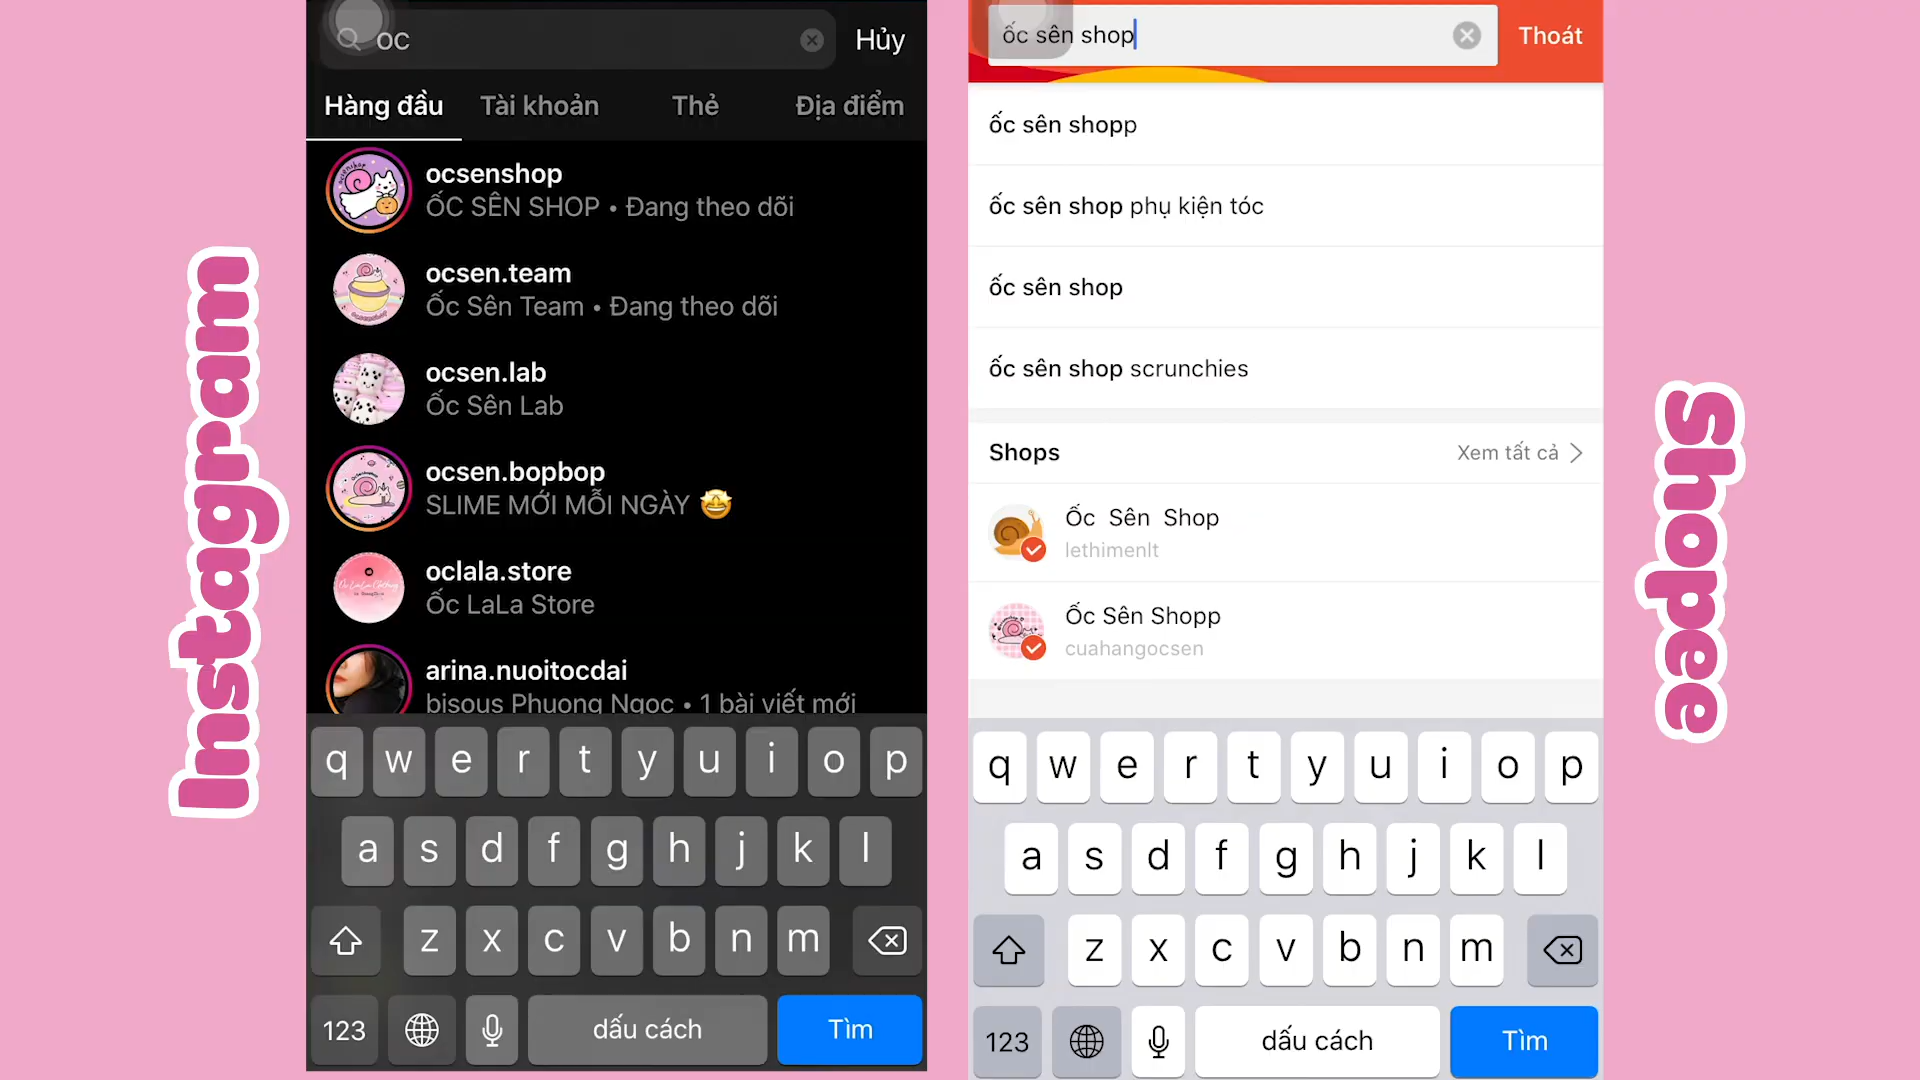 Instagram
oc
Hủy
Hàng đầu Tài khoản Thẻ Địa điểm
ocsenshop
ỐC SÊN SHOP • Đang theo dõi
ocsen.team
Ốc Sên Team • Đang theo dõi
ocsen.lab
Ốc Sên Lab
ocsen.bopbop
SLIME MỚI MỖI NGÀY 🤩
oclala.store
Ốc LaLa Store
arina.nuoitocdai
bisous Phuong Ngoc • 1 bài viết mới
q w e r t y u i o p
a s d f g h j k l
z x c v b n m
123 dấu cách Tìm
ốc sên shop
Thoát
ốc sên shopp
ốc sên shop phụ kiện tóc
ốc sên shop
ốc sên shop scrunchies
Shops Xem tất cả >
Ốc Sên Shop
lethimenlt
Ốc Sên Shopp
cuahangocsen
q w e r t y u i o p
a s d f g h j k l
z x c v b n m
123 dấu cách Tìm
Shopee